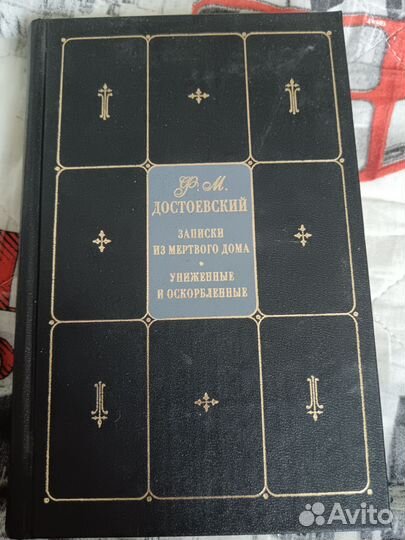 Ф. М.
ДОСТОЕВСКИЙ
ЗАПИСКИ
ИЗ МЕРТВОГО ДОМА
УНИЖЕННЫЕ
И ОСКОРБЛЕННЫЕ
Avito